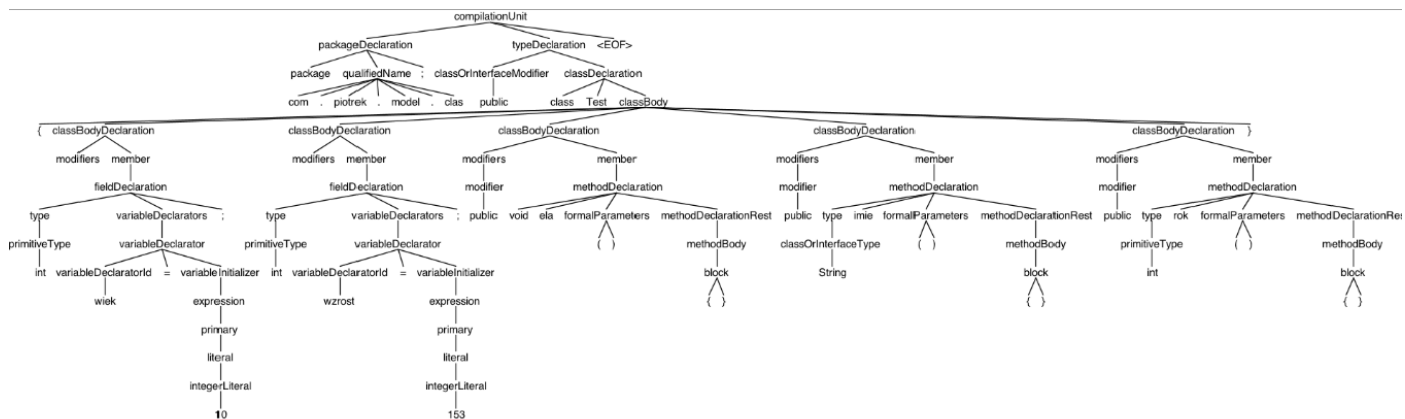 compilationUnit
packageDeclaration typeDeclaration <EOF>
package qualifiedName ; classOrInterfaceModifier classDeclaration
com . piotrek . model . clas public class Test classBody
{ classBodyDeclaration classBodyDeclaration classBodyDeclaration classBodyDeclaration classBodyDeclaration }
modifiers member modifiers member modifiers member modifiers member modifiers member
fieldDeclaration fieldDeclaration modifier methodDeclaration modifier methodDeclaration modifier methodDeclaration
type variableDeclarators ; type variableDeclarators ; public void ela formalParameters methodDeclarationRest public type imie formalParameters methodDeclarationRest public type rok formalParameters methodDeclarationRest
primitiveType variableDeclarator primitiveType variableDeclarator ( ) methodBody classOrInterfaceType ( ) methodBody primitiveType ( ) methodBody
int variableDeclaratorId = variableInitializer int variableDeclaratorId = variableInitializer block String block int block
wiek expression wzrost expression { } { } { }
primary primary
literal literal
integerLiteral integerLiteral
10 153